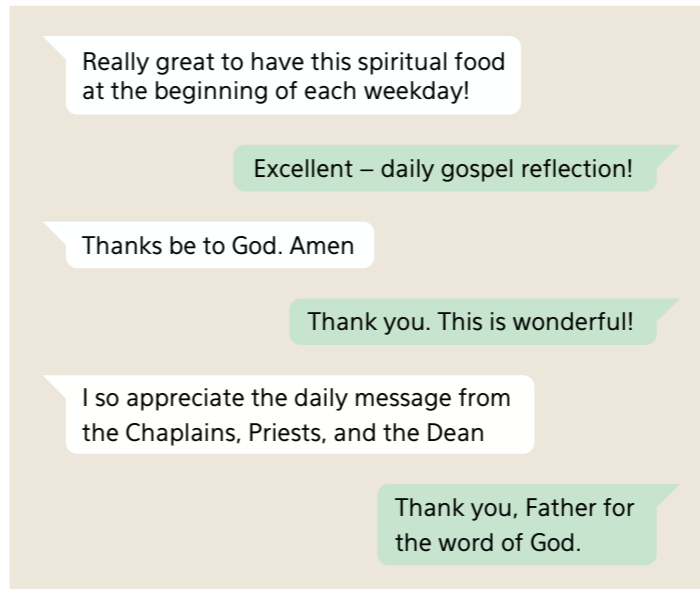 Really great to have this spiritual food
at the beginning of each weekday!
Excellent – daily gospel reflection!
Thanks be to God. Amen
Thank you. This is wonderful!
I so appreciate the daily message from
the Chaplains, Priests, and the Dean
Thank you, Father for
the word of God.